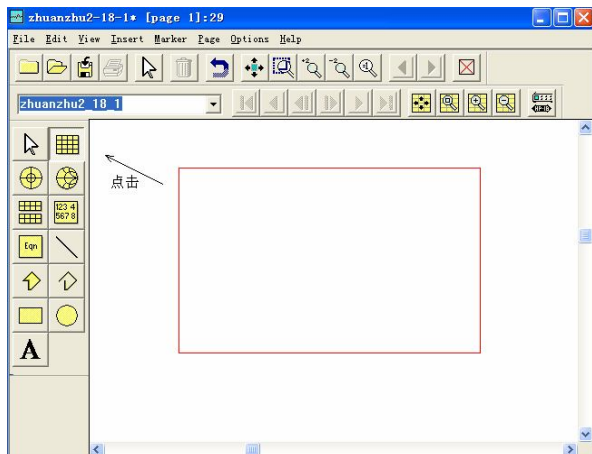 zhuanzhu2-18-1* [page 1]:29
File Edit View Insert Marker Page Options Help
zhuanzhu2_18_1
点击
123 4
567 8
Eqn
A